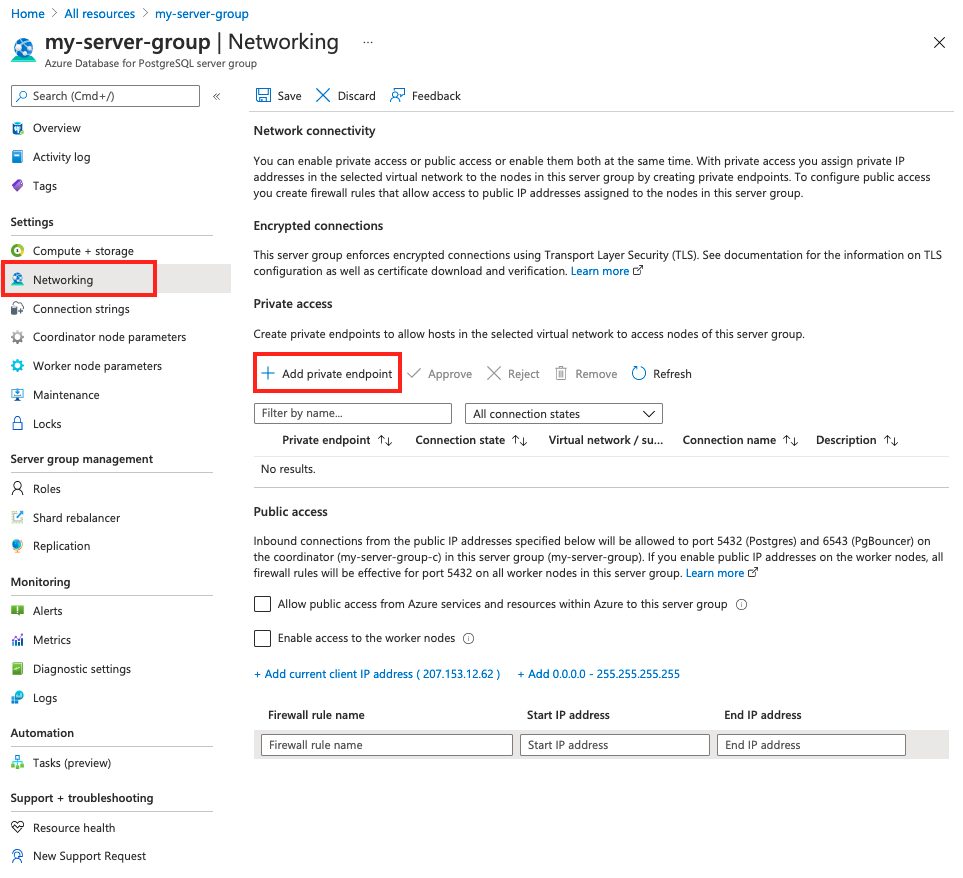 Home > All resources > my-server-group
my-server-group | Networking ...
Azure Database for PostgreSQL server group
Search (Cmd+/)
«
Overview
Activity log
Tags
Settings
Compute + storage
Networking
Connection strings
Coordinator node parameters
Worker node parameters
Maintenance
Locks
Server group management
Roles
Shard rebalancer
Replication
Monitoring
Alerts
Metrics
Diagnostic settings
Logs
Automation
Tasks (preview)
Support + troubleshooting
Resource health
New Support Request
Save Discard Feedback
Network connectivity
You can enable private access or public access or enable them both at the same time. With private access you assign private IP
addresses in the selected virtual network to the nodes in this server group by creating private endpoints. To configure public access
you create firewall rules that allow access to public IP addresses assigned to the nodes in this server group.
Encrypted connections
This server group enforces encrypted connections using Transport Layer Security (TLS). See documentation for the information on TLS
configuration as well as certificate download and verification. Learn more
Private access
Create private endpoints to allow hosts in the selected virtual network to access nodes of this server group.
+ Add private endpoint Approve Reject Remove Refresh
Filter by name... All connection states
Private endpoint ↑↓ Connection state ↑↓ Virtual network / su... Connection name ↑↓ Description ↑↓
No results.
Public access
Inbound connections from the public IP addresses specified below will be allowed to port 5432 (Postgres) and 6543 (PgBouncer) on
the coordinator (my-server-group-c) in this server group (my-server-group). If you enable public IP addresses on the worker nodes, all
firewall rules will be effective for port 5432 on all worker nodes in this server group. Learn more
Allow public access from Azure services and resources within Azure to this server group
Enable access to the worker nodes
+ Add current client IP address ( 207.153.12.62 ) + Add 0.0.0.0 - 255.255.255.255
Firewall rule name Start IP address End IP address
Firewall rule name Start IP address End IP address